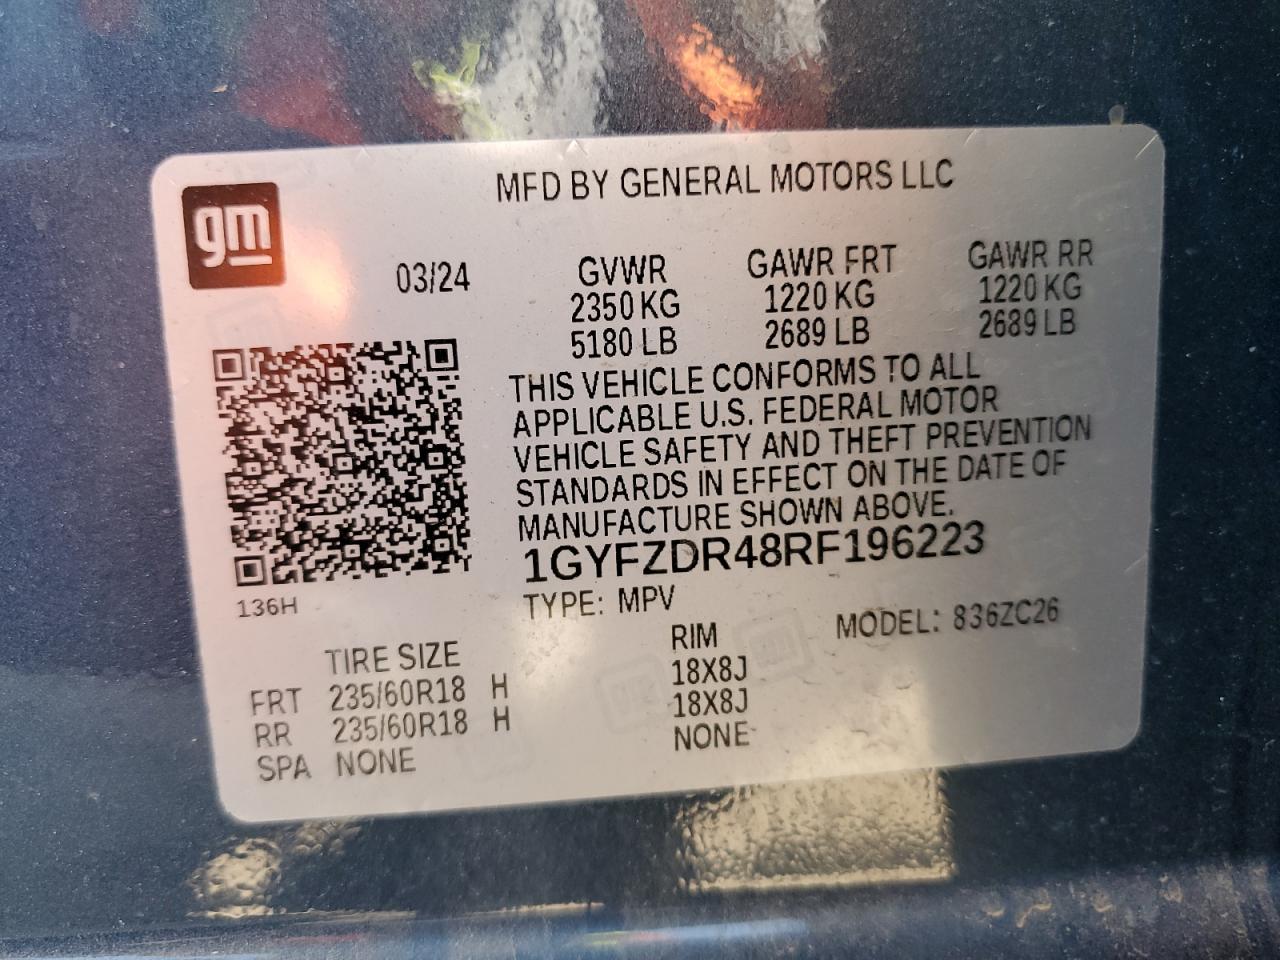 gm
MFD BY GENERAL MOTORS LLC
03/24
GVWR
2350 KG
5180 LB
GAWR FRT
1220 KG
2689 LB
GAWR RR
1220 KG
2689 LB
THIS VEHICLE CONFORMS TO ALL
APPLICABLE U.S. FEDERAL MOTOR
VEHICLE SAFETY AND THEFT PREVENTION
STANDARDS IN EFFECT ON THE DATE OF
MANUFACTURE SHOWN ABOVE.
1GYFZDR48RF196223
136H
TYPE: MPV
MODEL: 836ZC26
TIRE SIZE RIM
FRT 235/60R18 H 18X8J
RR 235/60R18 H 18X8J
SPA NONE NONE